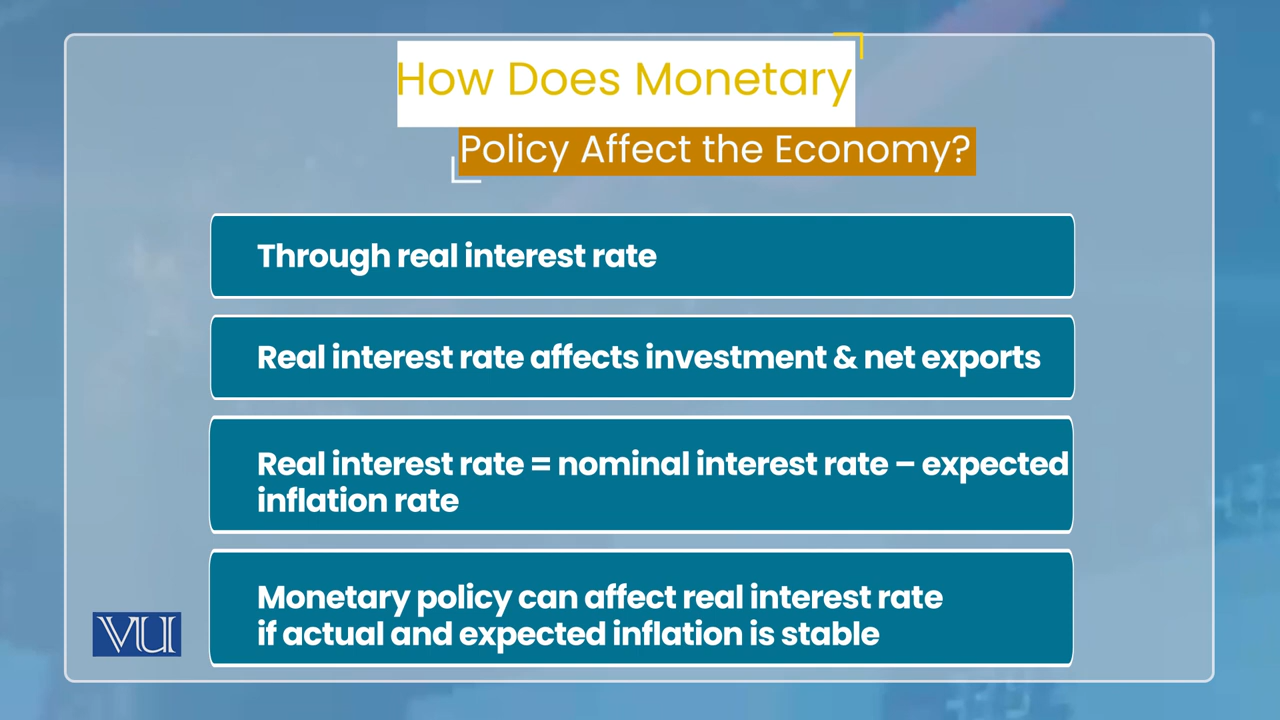 How Does Monetary
Policy Affect the Economy?
Through real interest rate
Real interest rate affects investment & net exports
Real interest rate = nominal interest rate – expected
inflation rate
Monetary policy can affect real interest rate
if actual and expected inflation is stable
VU